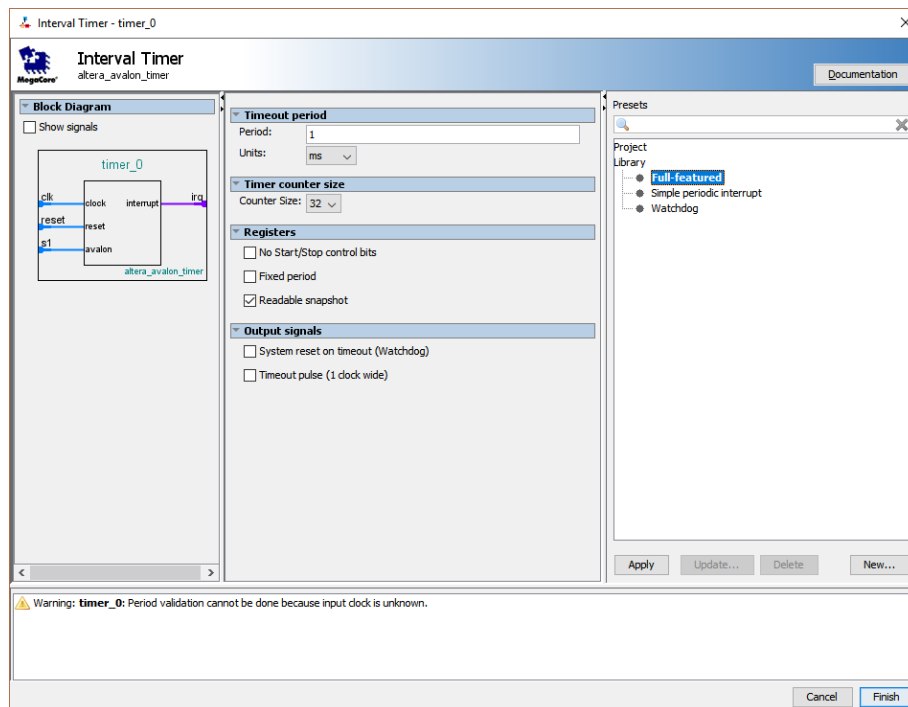 Interval Timer - timer_0
Interval Timer
altera_avalon_timer
MegaCore®
Documentation
Block Diagram
Show signals
timer_0
clk
reset
s1
clock
reset
avalon
interrupt
irq
altera_avalon_timer
Timeout period
Period:
1
Units:
ms
Timer counter size
Counter Size:
32
Registers
No Start/Stop control bits
Fixed period
Readable snapshot
Output signals
System reset on timeout (Watchdog)
Timeout pulse (1 clock wide)
Presets
Project
Library
Full-featured
Simple periodic interrupt
Watchdog
Apply
Update...
Delete
New...
Warning: timer_0: Period validation cannot be done because input clock is unknown.
Cancel
Finish